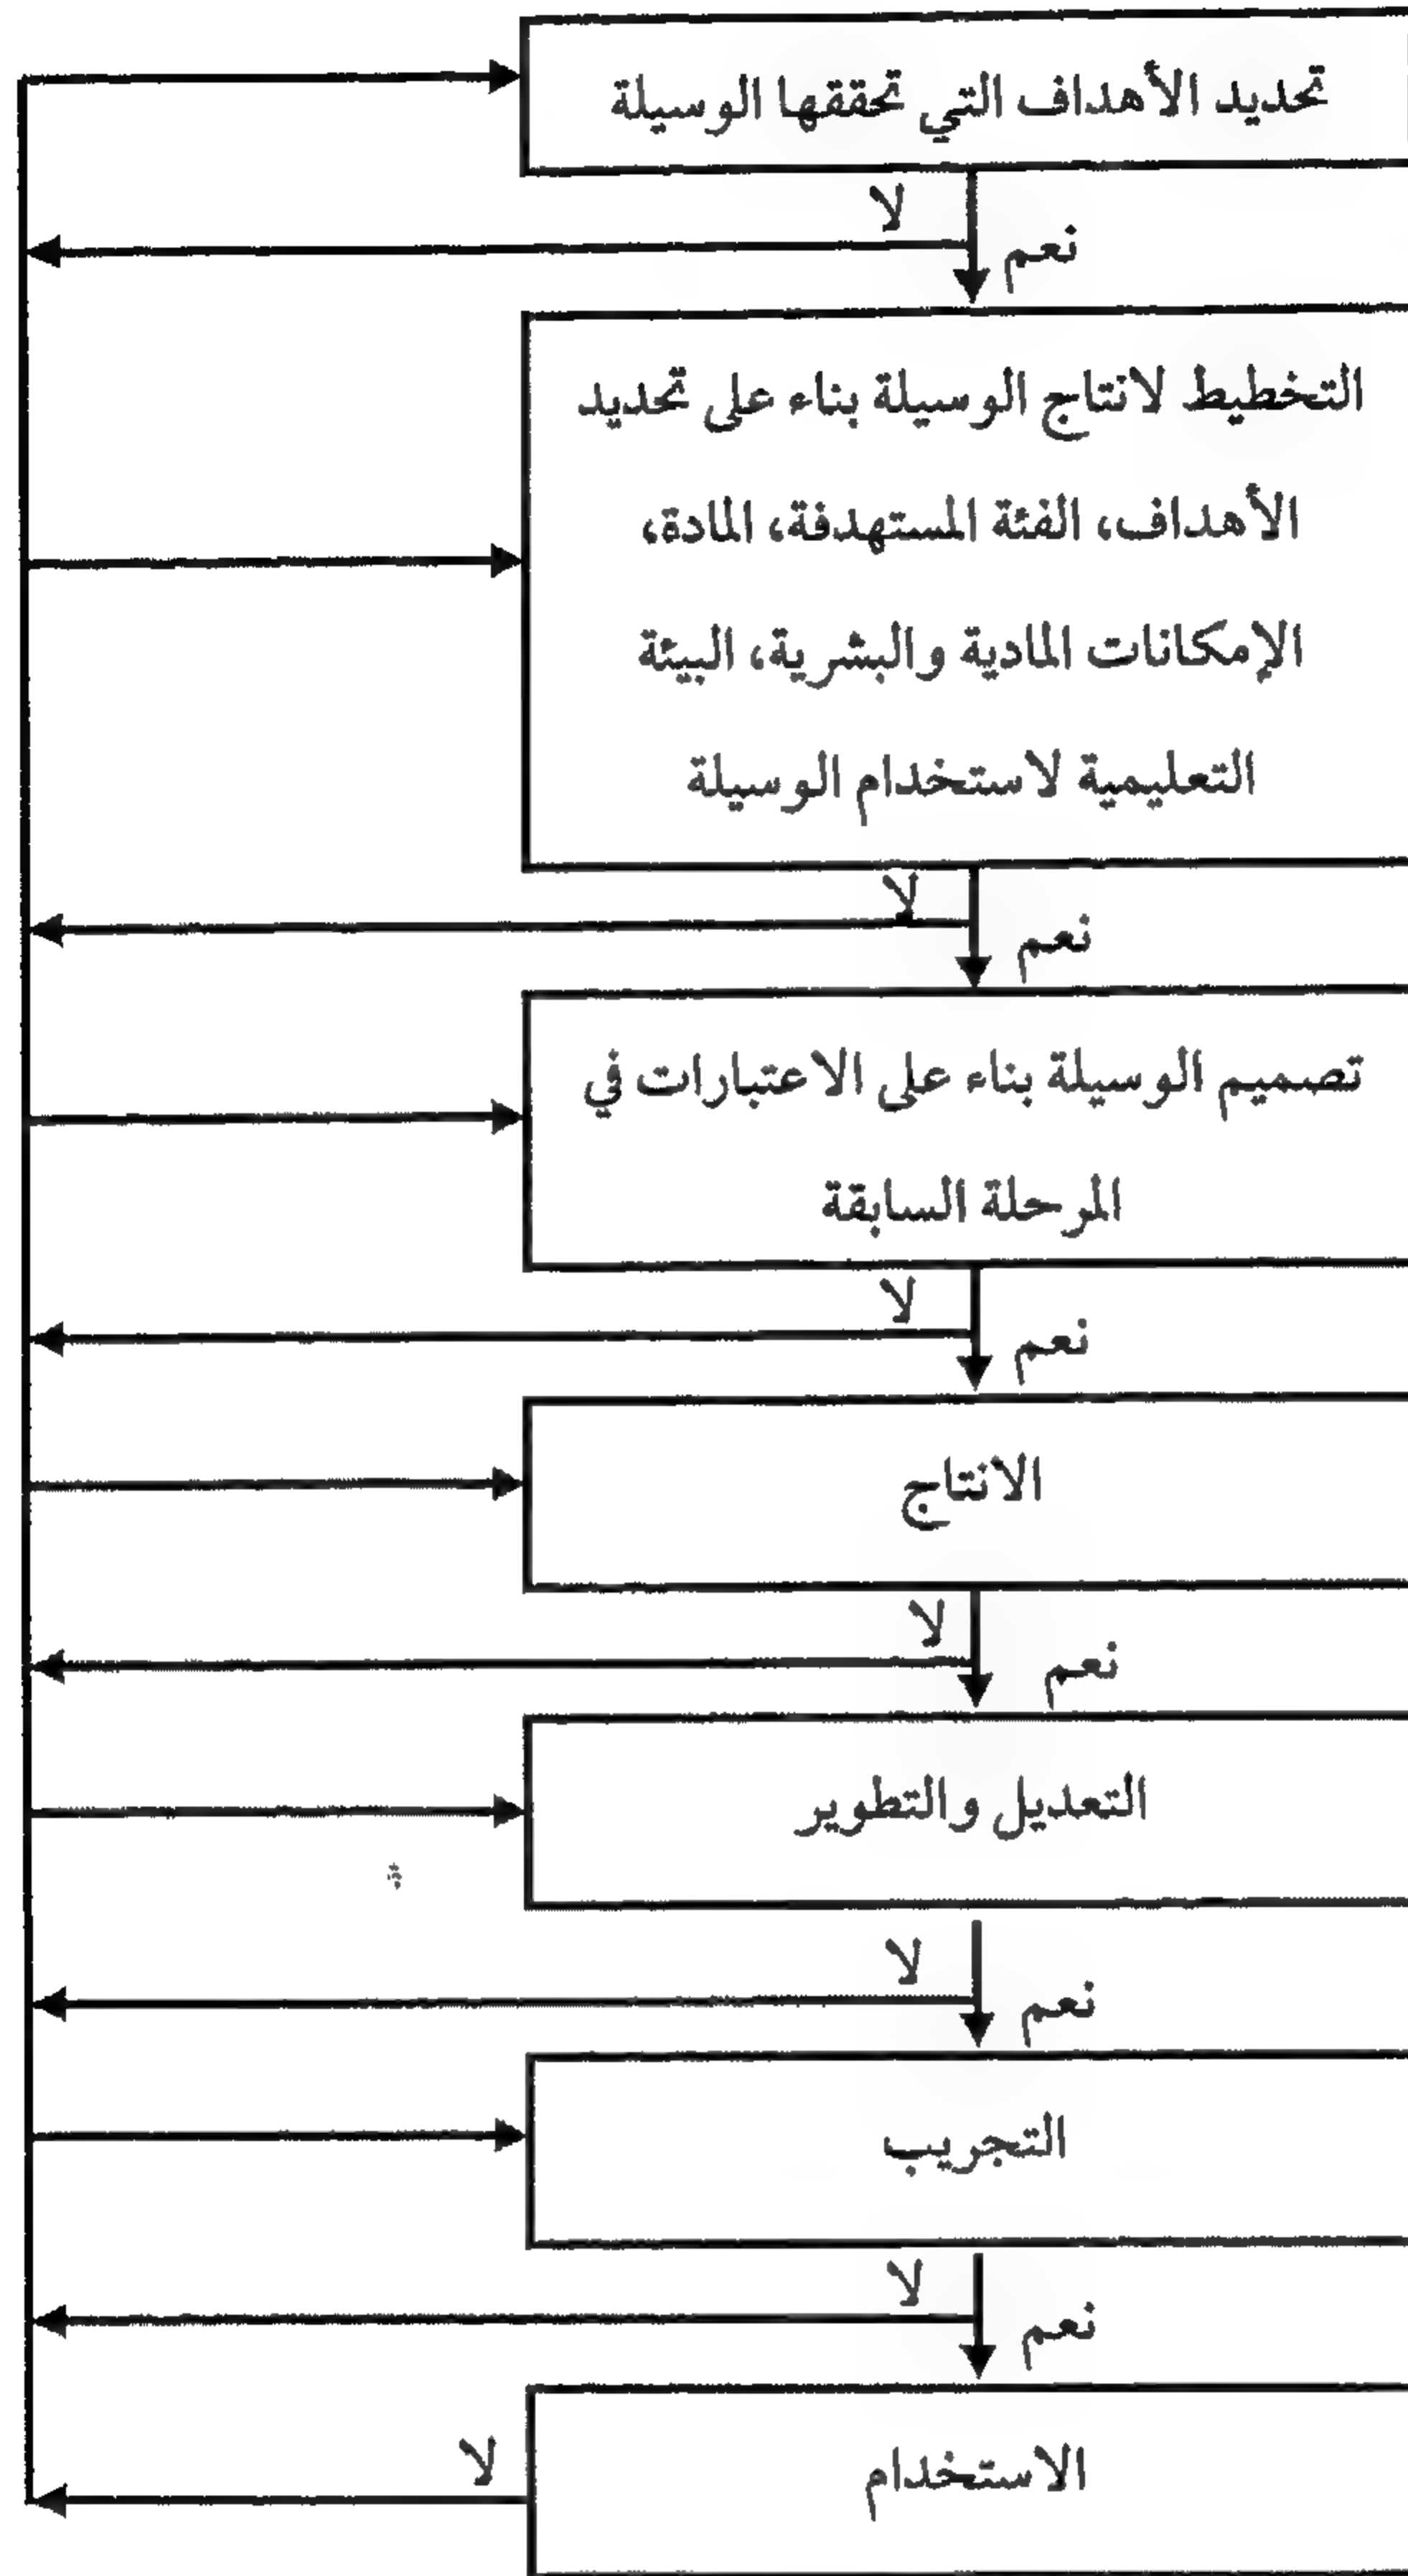 تحديد الأهداف التي تحققها الوسيلة
لا
نعم
التخطيط لانتاج الوسيلة بناء على تحديد
الأهداف، الفئة المستهدفة، المادة،
الإمكانات المادية والبشرية، البيئة
التعليمية لاستخدام الوسيلة
لا
نعم
تصميم الوسيلة بناء على الاعتبارات في
المرحلة السابقة
لا
نعم
الانتاج
لا
نعم
التعديل والتطوير
لا
نعم
التجريب
لا
نعم
الاستخدام
لا